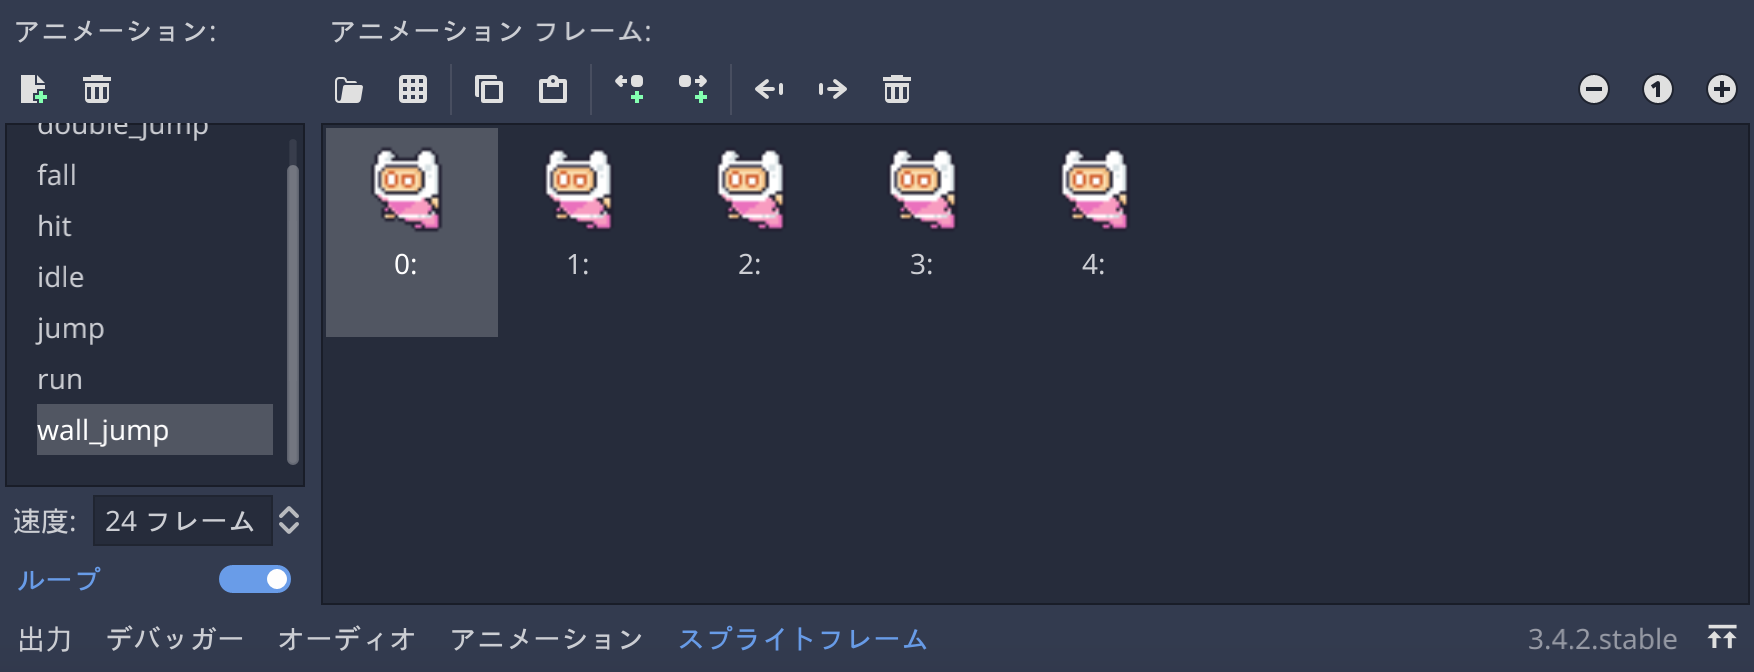 アニメーション:
アニメーション フレーム:
double_jump
fall
hit
idle
jump
run
wall_jump
0:
1:
2:
3:
4:
速度:
24 フレーム
ループ
出力 デバッガー オーディオ アニメーション スプライトフレーム
3.4.2.stable